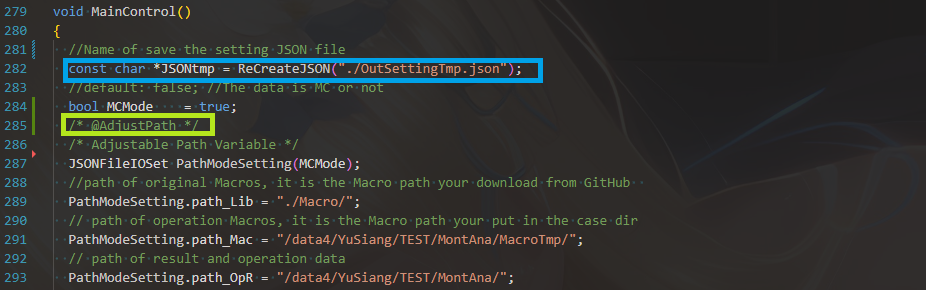 279 void MainControl()
280 {
281 //Name of save the setting JSON file
282 const char *JSONtmp = ReCreateJSON("./OutSettingTmp.json");
283 //default: false; //The data is MC or not
284 bool MCMode = true;
285 /* @AdjustPath */
286 /* Adjustable Path Variable */
287 JSONFileIOSet PathModeSetting(MCMode);
288 //path of original Macros, it is the Macro path your download from GitHub
289 PathModeSetting.path_Lib = "./Macro/";
290 // path of operation Macros, it is the Macro path your put in the case dir
291 PathModeSetting.path_Mac = "/data4/YuSiang/TEST/MontAna/MacroTmp/";
292 // path of result and operation data
293 PathModeSetting.path_OpR = "/data4/YuSiang/TEST/MontAna/";